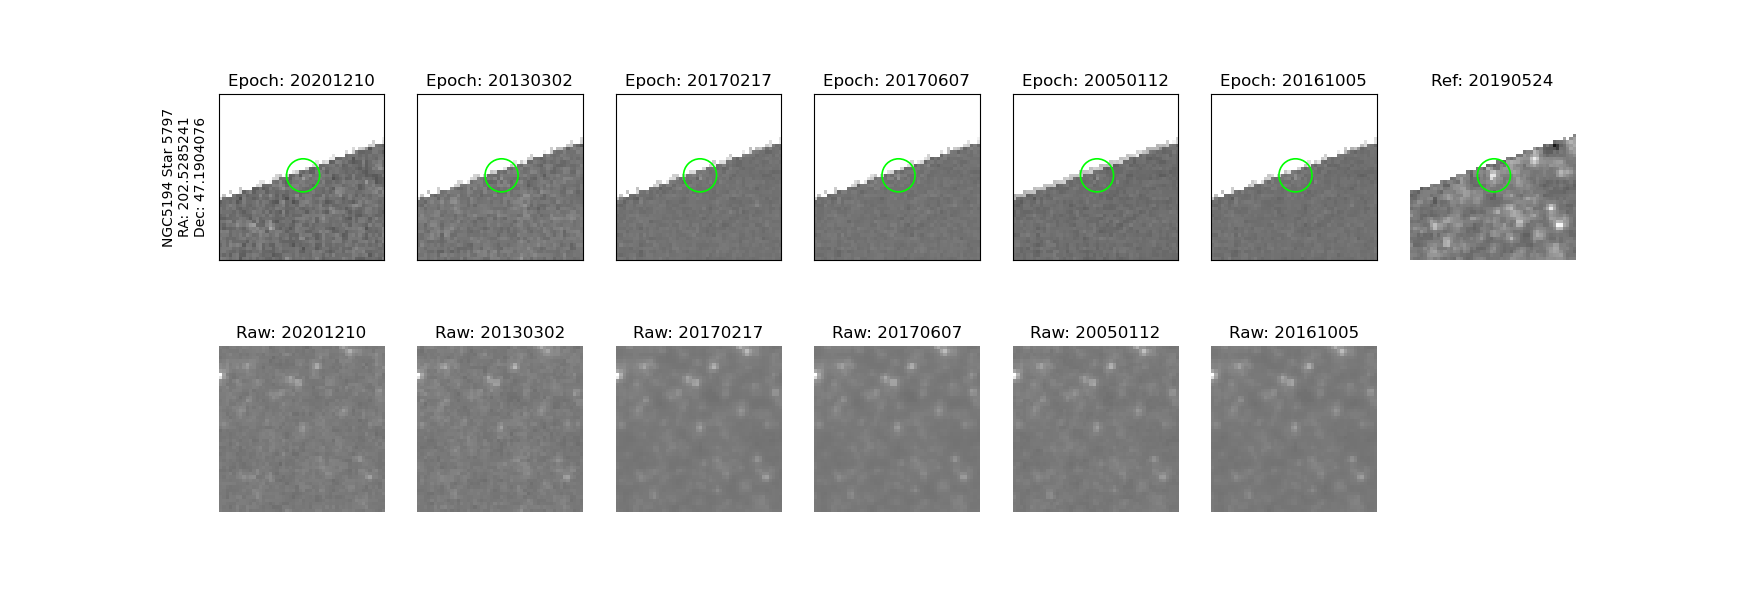 Epoch: 20201210
Epoch: 20130302
Epoch: 20170217
Epoch: 20170607
Epoch: 20050112
Epoch: 20161005
Ref: 20190524
NGC5194 Star 5797
RA: 202.5285241
Dec: 47.1904076
Raw: 20201210
Raw: 20130302
Raw: 20170217
Raw: 20170607
Raw: 20050112
Raw: 20161005